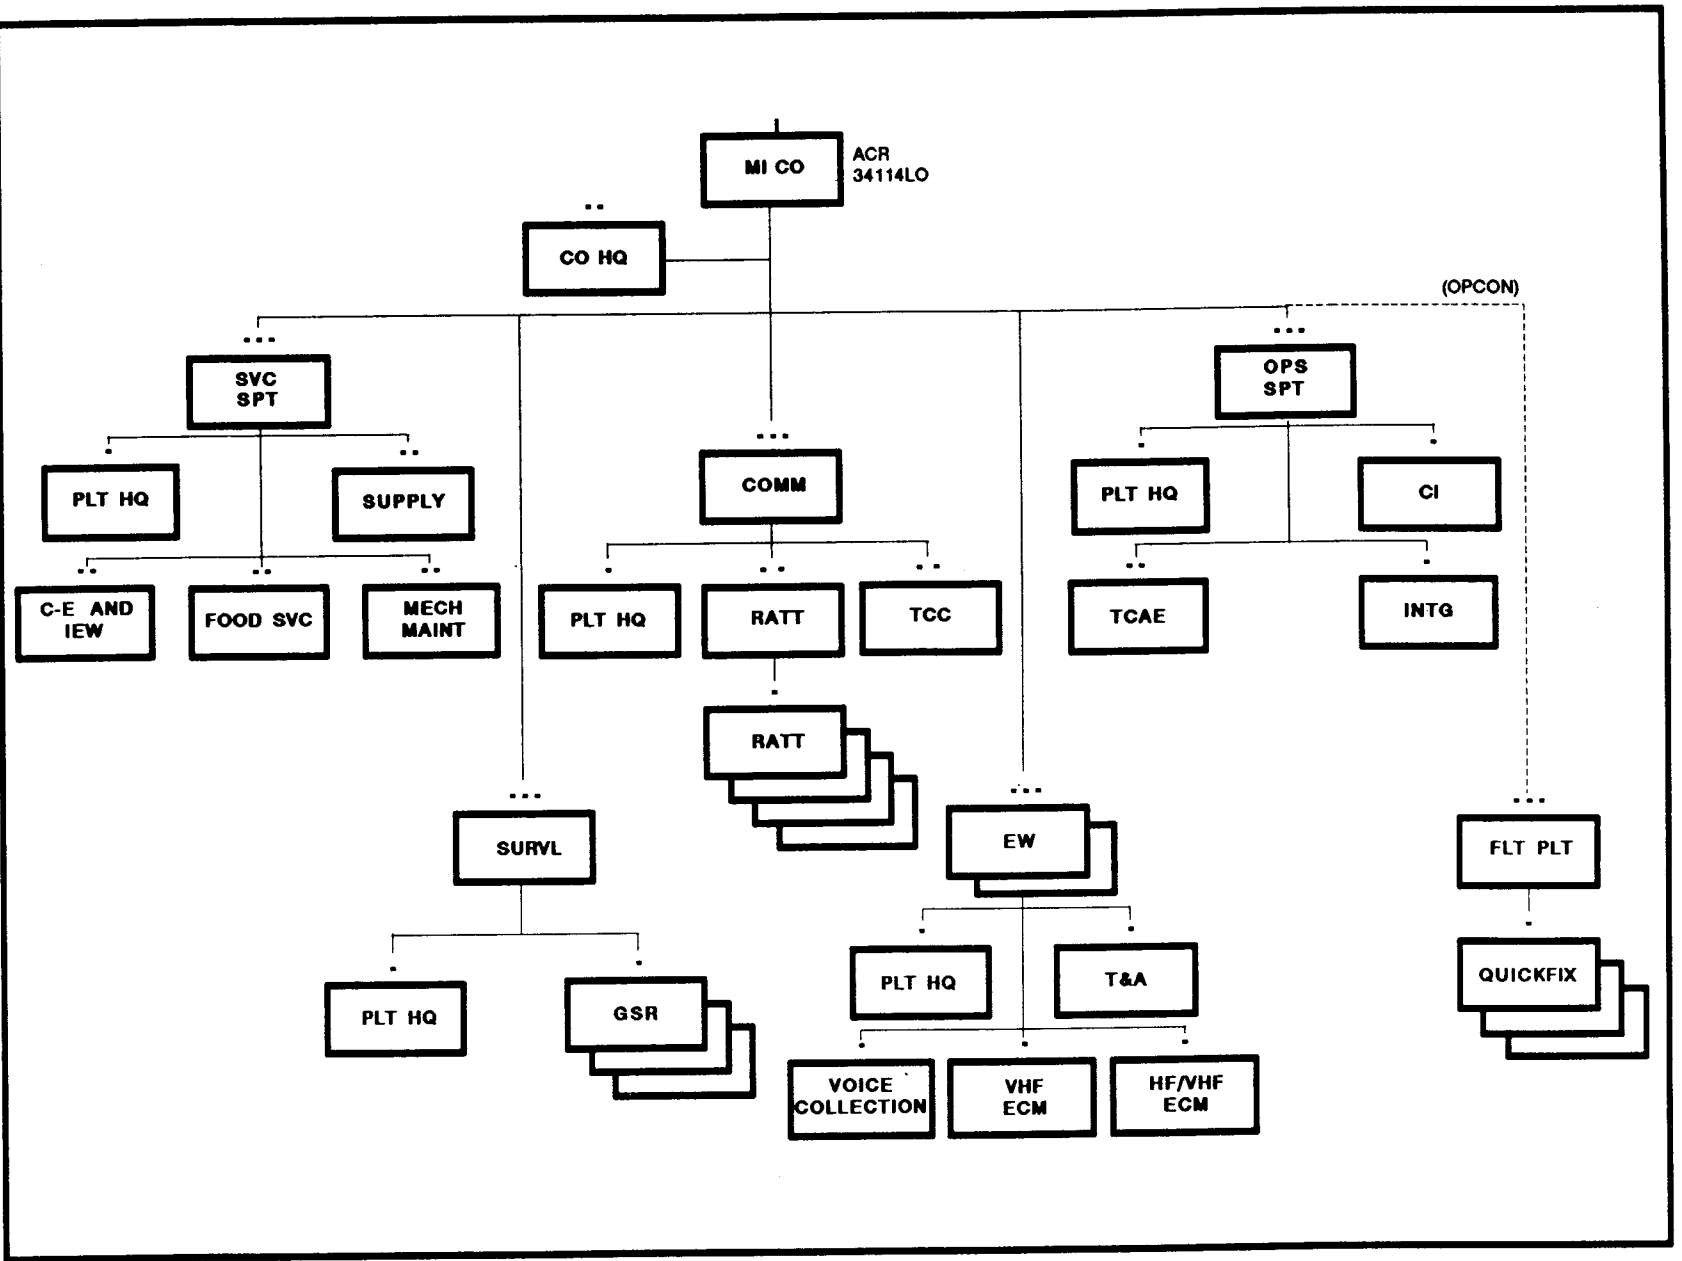 MI CO
ACR
34114LO
CO HQ
(OPCON)
SVC
SPT
OPS
SPT
PLT HQ
SUPPLY
COMM
PLT HQ
CI
C-E AND
IEW
FOOD SVC
MECH
MAINT
PLT HQ
RATT
TCC
TCAE
INTG
RATT
SURVL
EW
FLT PLT
PLT HQ
GSR
PLT HQ
T&A
QUICKFIX
VOICE
COLLECTION
VHF
ECM
HF/VHF
ECM